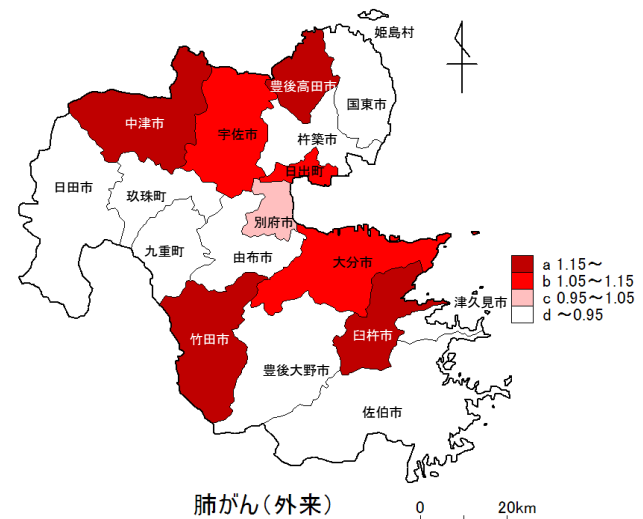 姫島村
豊後高田市
国東市
中津市
宇佐市
杵築市
日出町
日田市
玖珠町
別府市
九重町
由布市
大分市
a 1.15～
b 1.05～1.15
c 0.95～1.05
d ～0.95
津久見市
竹田市
臼杵市
豊後大野市
佐伯市
肺がん(外来)
0 20km